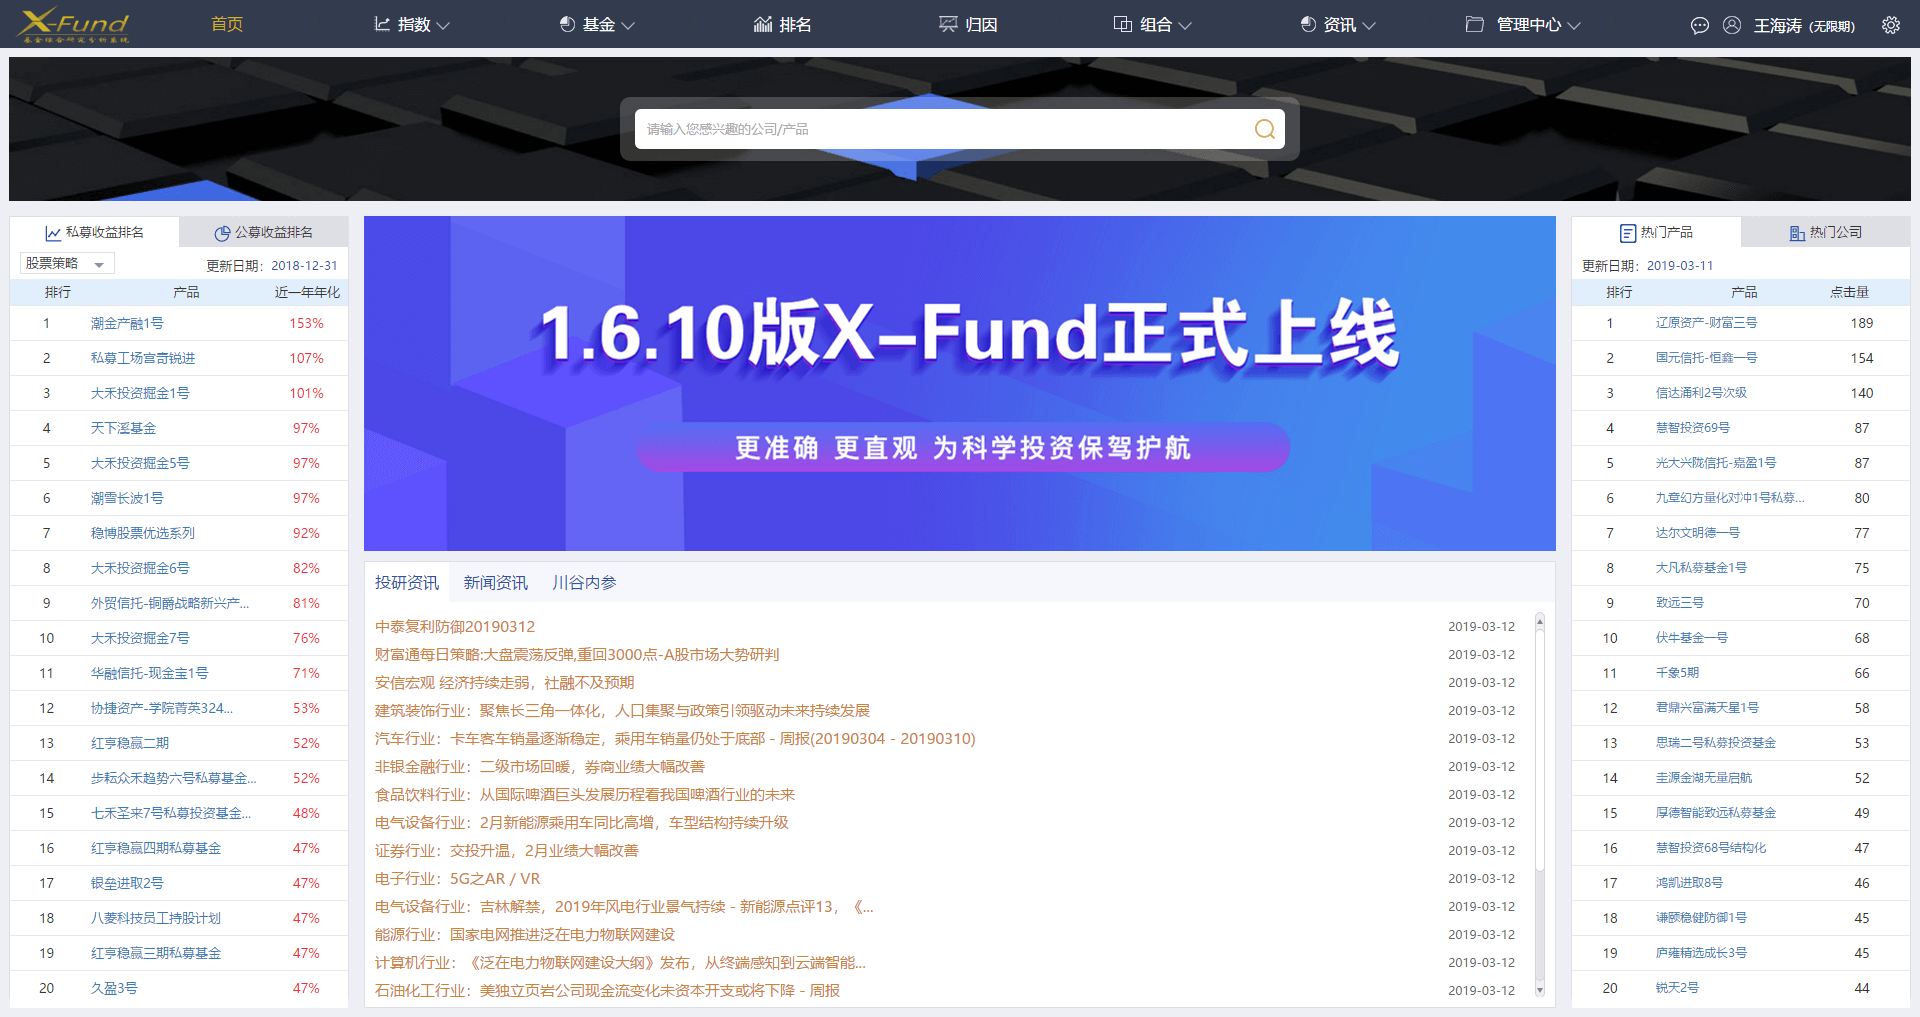 X-Fund
基金综合研究分析系统
首页
指数
基金
排名
归因
组合
资讯
管理中心
王海涛 (无限期)
请输入您感兴趣的公司/产品
私募收益排名
公募收益排名
股票策略
更新日期：2018-12-31
排行 产品 近一年年化
1 潮金产融1号 153%
2 私募工场富奇锐进 107%
3 大禾投资掘金1号 101%
4 天下溪基金 97%
5 大禾投资掘金5号 97%
6 潮雪长波1号 97%
7 稳博股票优选系列 92%
8 大禾投资掘金6号 82%
9 外贸信托-铜爵战略新兴产... 81%
10 大禾投资掘金7号 76%
11 华融信托-现金宝1号 71%
12 协捷资产-学院菁英324... 53%
13 红亨稳赢二期 52%
14 步耘众禾趋势六号私募基金... 52%
15 七禾圣来7号私募投资基金... 48%
16 红亨稳赢四期私募基金 47%
17 银垒进取2号 47%
18 八菱科技员工持股计划 47%
19 红亨稳赢三期私募基金 47%
20 久盈3号 47%
1.6.10版X-Fund正式上线
更准确 更直观 为科学投资保驾护航
投研资讯
新闻资讯
川谷内参
中泰复利防御20190312 2019-03-12
财富通每日策略:大盘震荡反弹,重回3000点-A股市场大势研判 2019-03-12
安信宏观 经济持续走弱，社融不及预期 2019-03-12
建筑装饰行业：聚焦长三角一体化，人口集聚与政策引领驱动未来持续发展 2019-03-12
汽车行业：卡车客车销量逐渐稳定，乘用车销量仍处于底部 - 周报(20190304 - 20190310) 2019-03-12
非银金融行业：二级市场回暖，券商业绩大幅改善 2019-03-12
食品饮料行业：从国际啤酒巨头发展历程看我国啤酒行业的未来 2019-03-12
电气设备行业：2月新能源乘用车同比高增，车型结构持续升级 2019-03-12
证券行业：交投升温，2月业绩大幅改善 2019-03-12
电子行业：5G之AR / VR 2019-03-12
电气设备行业：吉林解禁，2019年风电行业景气持续 - 新能源点评13，《... 2019-03-12
能源行业：国家电网推进泛在电力物联网建设 2019-03-12
计算机行业：《泛在电力物联网建设大纲》发布，从终端感知到云端智能... 2019-03-12
石油化工行业：美独立页岩公司现金流变化未资本开支或将下降 - 周报 2019-03-12
热门产品
热门公司
更新日期：2019-03-11
排行 产品 点击量
1 辽原资产-财富三号 189
2 国元信托-恒鑫一号 154
3 信达涌利2号次级 140
4 慧智投资69号 87
5 光大兴陇信托-嘉盈1号 87
6 九章幻方量化对冲1号私募... 80
7 达尔文明德一号 77
8 大凡私募基金1号 75
9 致远三号 70
10 伏牛基金一号 68
11 千象5期 66
12 君鼎兴富满天星1号 58
13 思瑞二号私募投资基金 53
14 圭源金湖无量启航 52
15 厚德智能致远私募基金 49
16 慧智投资68号结构化 47
17 鸿凯进取8号 46
18 谦颐稳健防御1号 45
19 庐雍精选成长3号 45
20 锐天2号 44